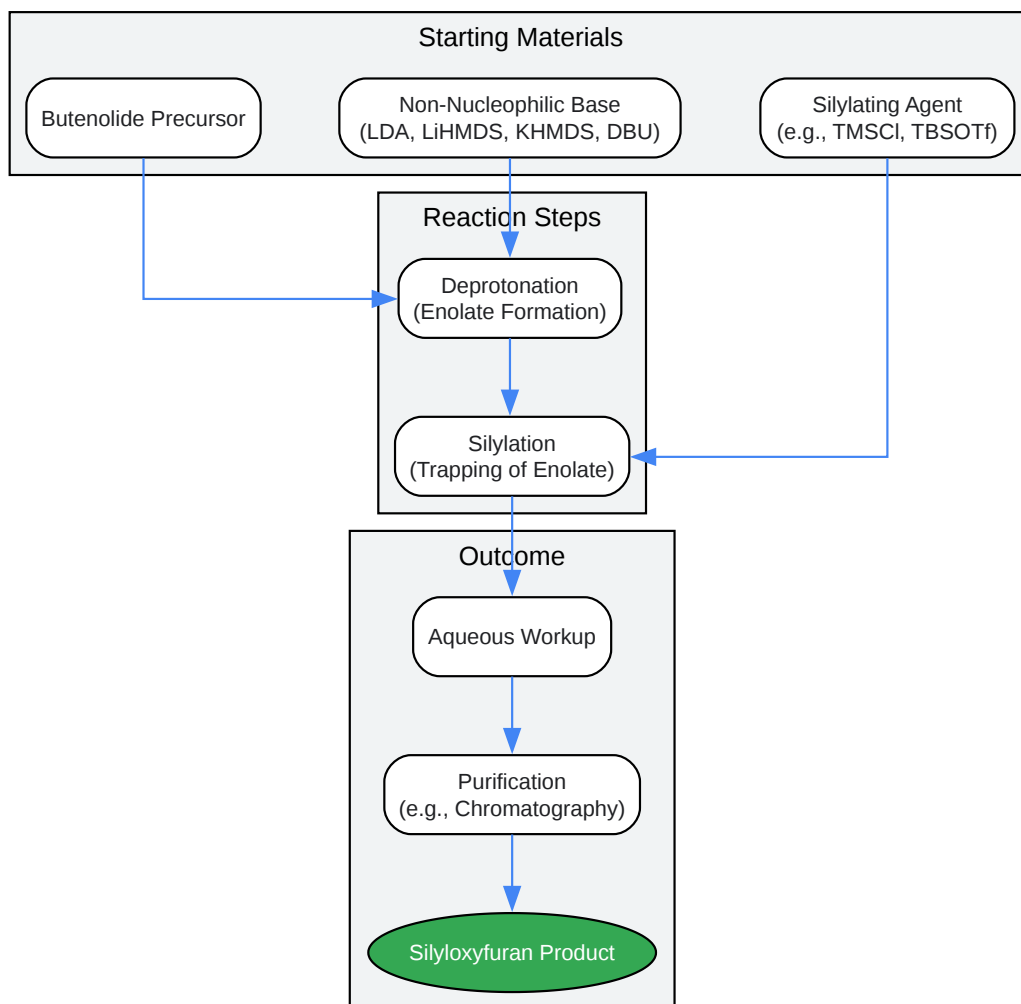 Starting Materials
Butenolide Precursor
Non-Nucleophilic Base
(LDA, LiHMDS, KHMDS, DBU)
Silylating Agent
(e.g., TMSCl, TBSOTf)
Reaction Steps
Deprotonation
(Enolate Formation)
Silylation
(Trapping of Enolate)
Outcome
Aqueous Workup
Purification
(e.g., Chromatography)
Silyloxyfuran Product